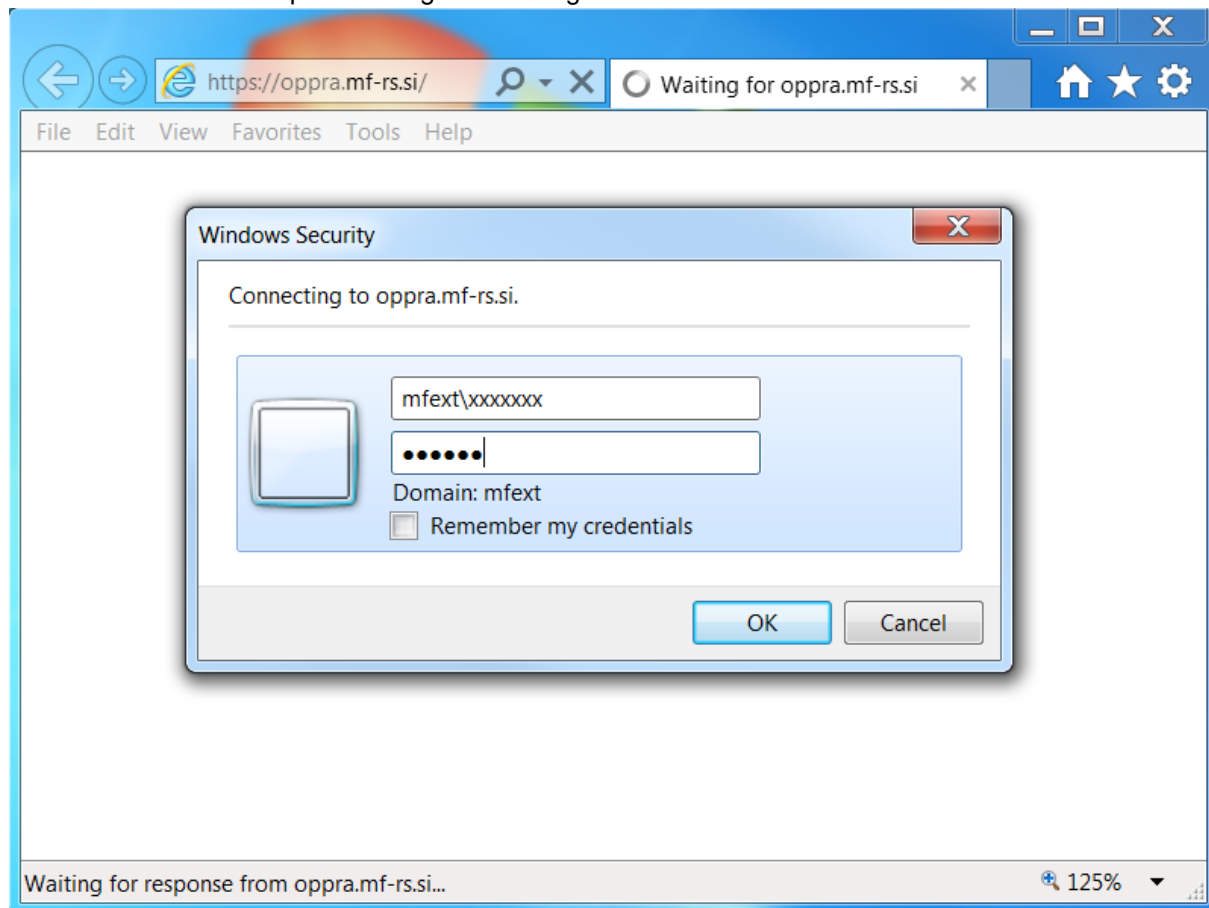 https://oppra.mf-rs.si/
Waiting for oppra.mf-rs.si
File Edit View Favorites Tools Help
Windows Security
Connecting to oppra.mf-rs.si.
mfext\xxxxxxx
●●●●●●
Domain: mfext
Remember my credentials
OK Cancel
Waiting for response from oppra.mf-rs.si...
125%